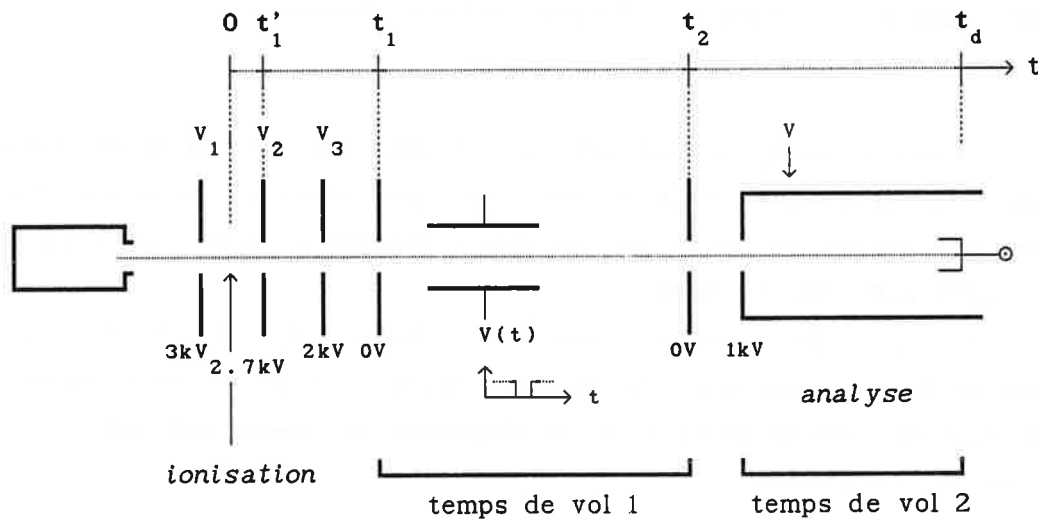 0 t'1 t1 t2 td
t
V1 V2 V3 V
V(t)
3kV 2.7kV 2kV 0V 0V 1kV
t
analyse
ionisation
temps de vol 1 temps de vol 2